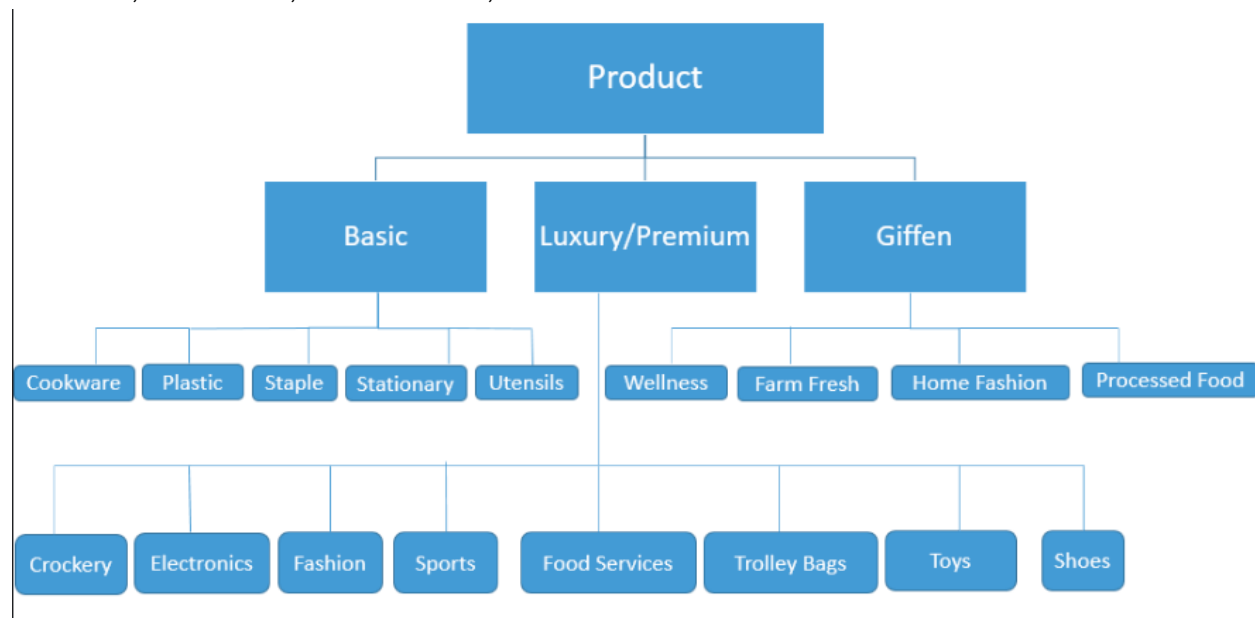 Product
Basic
Luxury/Premium
Giffen
Cookware
Plastic
Staple
Stationary
Utensils
Wellness
Farm Fresh
Home Fashion
Processed Food
Crockery
Electronics
Fashion
Sports
Food Services
Trolley Bags
Toys
Shoes